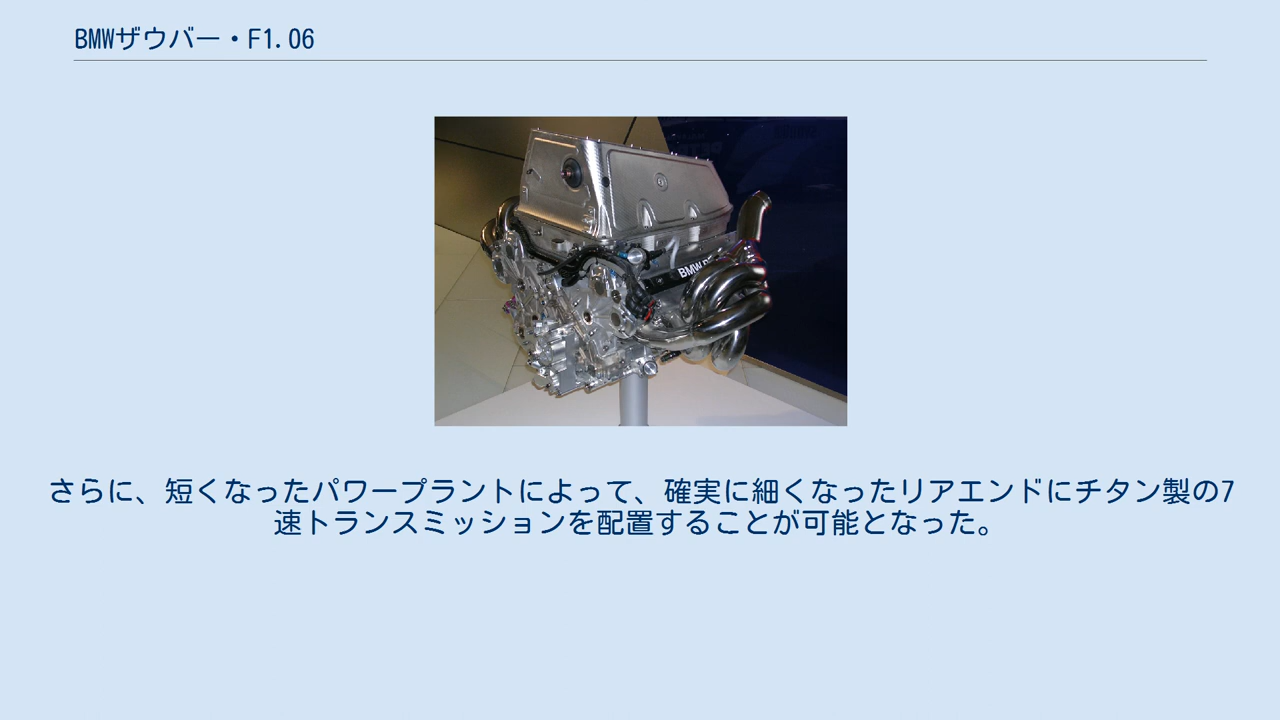 BMWザウバー・F1.06
BMW P
さらに、短くなったパワープラントによって、確実に細くなったリアエンドにチタン製の7
速トランスミッションを配置することが可能となった。